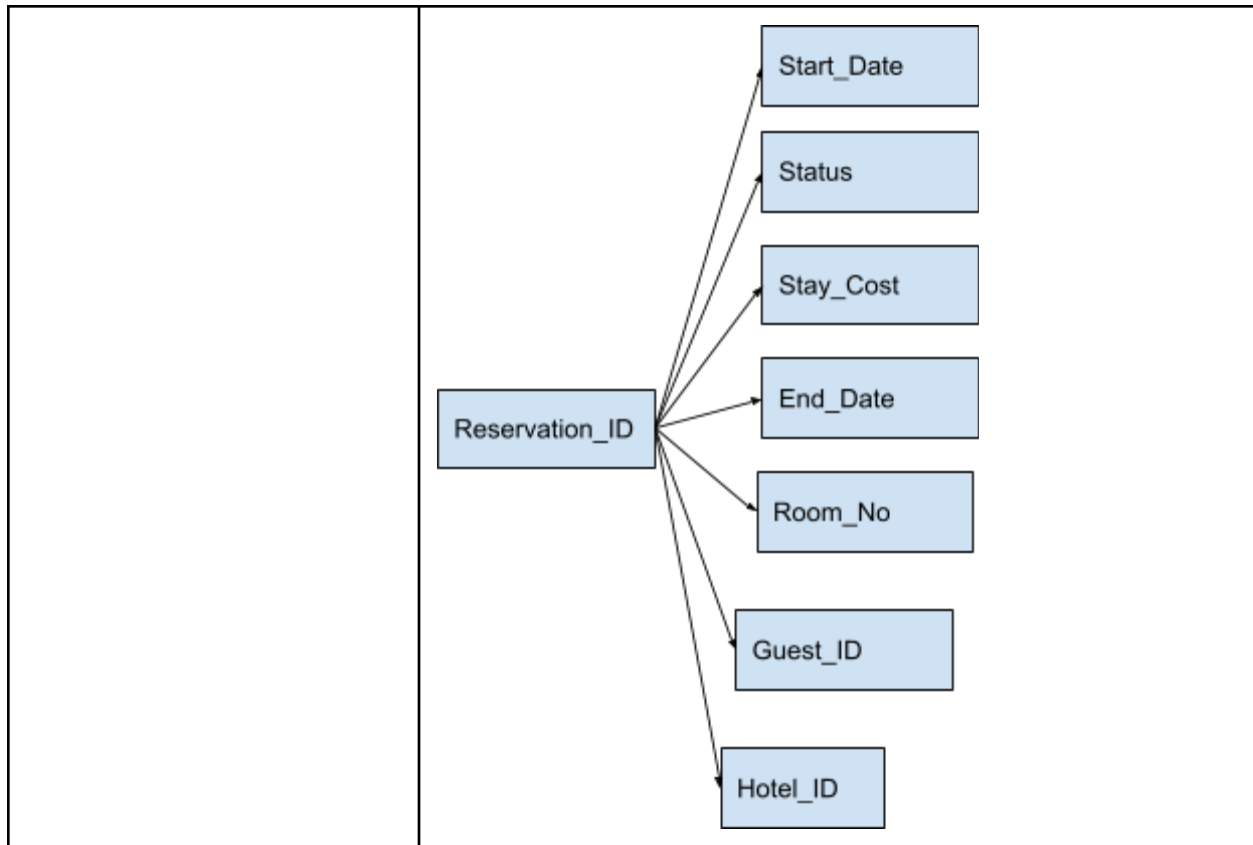 Start_Date
Status
Stay_Cost
End_Date
Reservation_ID
Room_No
Guest_ID
Hotel_ID